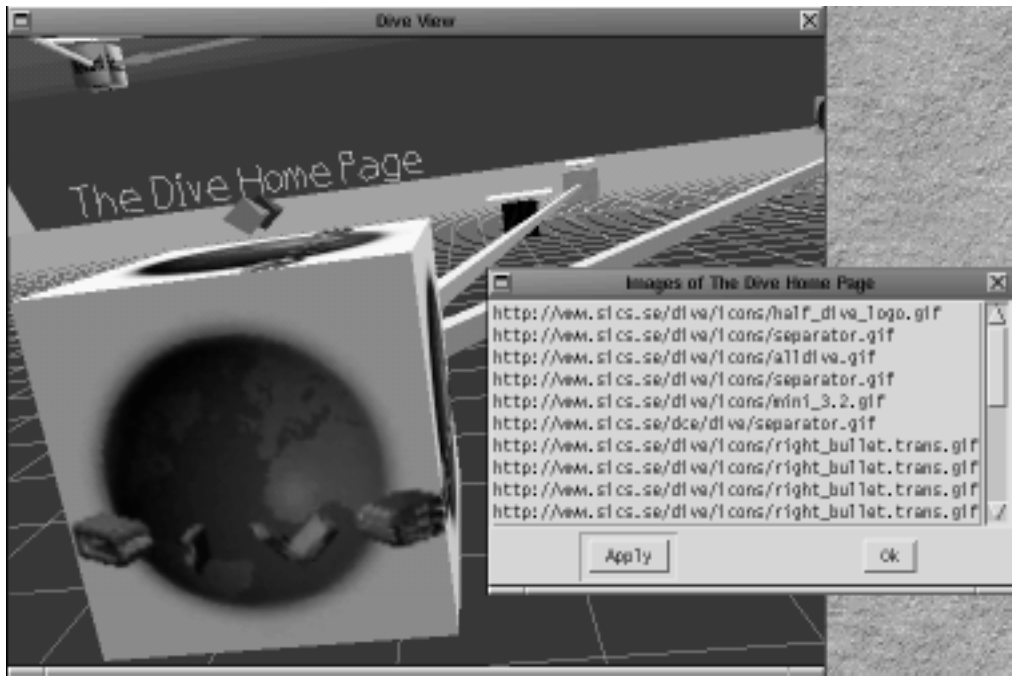 Dive View
The Dive Home Page
Images of The Dive Home Page
http://www.sics.se/dive/icons/half_dive_logo.gif
http://www.sics.se/dive/icons/separator.gif
http://www.sics.se/dive/icons/alldive.gif
http://www.sics.se/dive/icons/separator.gif
http://www.sics.se/dive/icons/mini_3.2.gif
http://www.sics.se/dce/dive/separator.gif
http://www.sics.se/dive/icons/right_bullet.trans.gif
http://www.sics.se/dive/icons/right_bullet.trans.gif
http://www.sics.se/dive/icons/right_bullet.trans.gif
http://www.sics.se/dive/icons/right_bullet.trans.gif
Apply
Ok